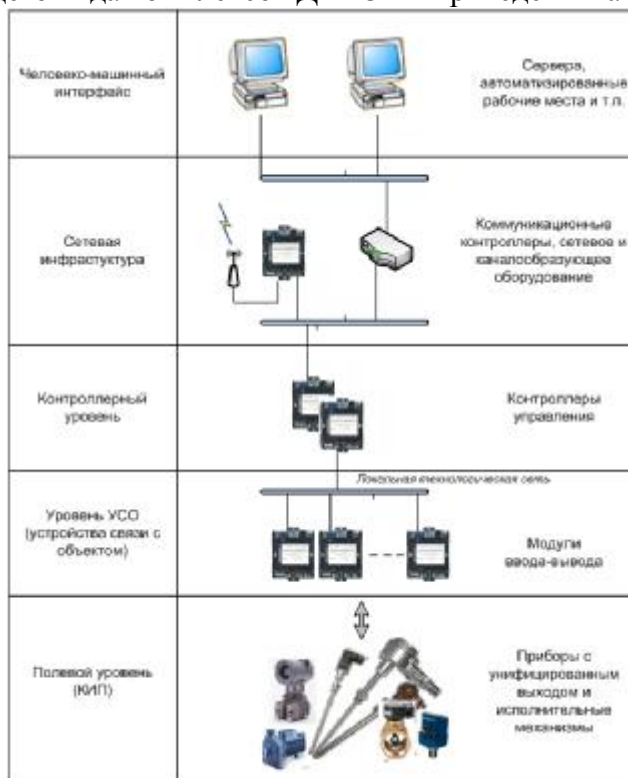 Человеко-машинный
интерфейс
Сервера,
автоматизированные
рабочие места и т.п.
Сетевая
инфрастуктура
Коммуникационные
контроллеры, сетевое и
каналообразующее
оборудование
Контроллерный
уровень
Контроллеры
управления
Локальная технологическая сеть
Уровень УСО
(устройства связи с
объектом)
Модули
ввода-вывода
Полевой уровень
(КИП)
Приборы с
унифицированным
выходом и
исполнительные
механизмы